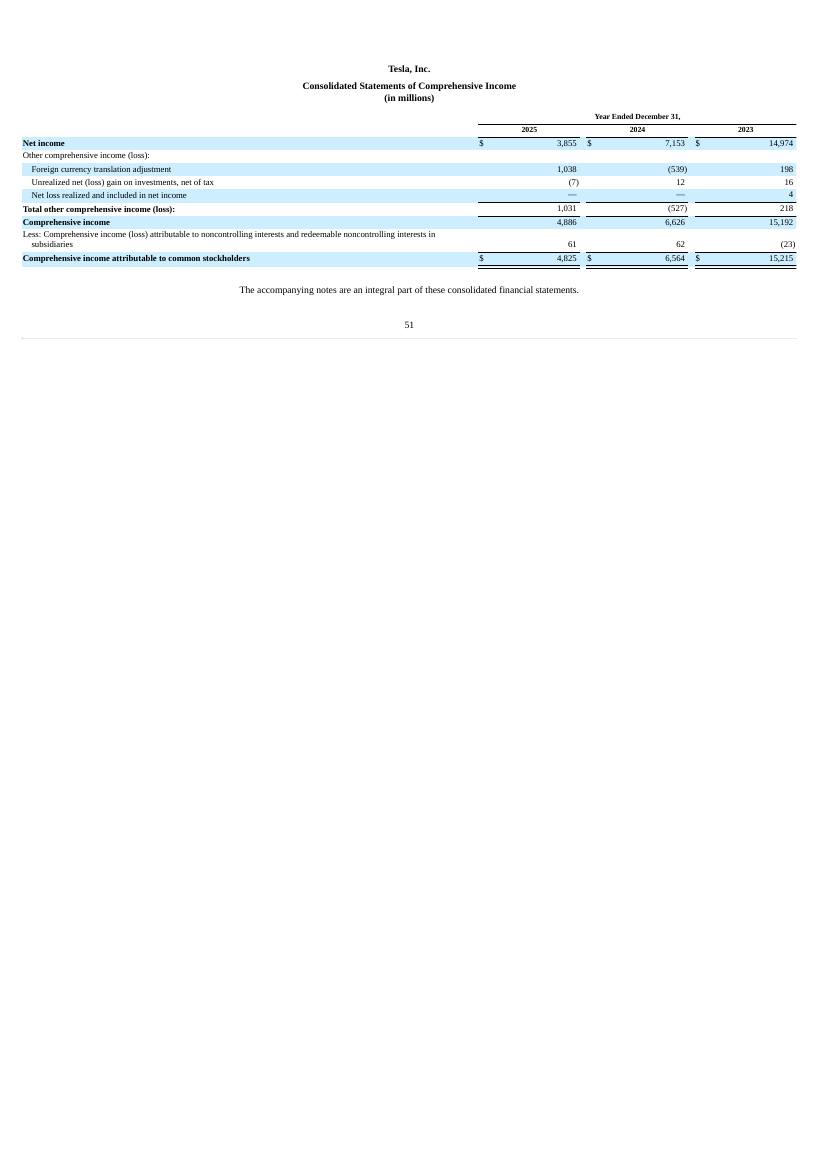 Tesla, Inc.
Consolidated Statements of Comprehensive Income
(in millions)
Year Ended December 31,
2025 2024 2023
Net income $ 3,855 $ 7,153 $ 14,974
Other comprehensive income (loss):
Foreign currency translation adjustment 1,038 (539) 198
Unrealized net (loss) gain on investments, net of tax (7) 12 16
Net loss realized and included in net income — — 4
Total other comprehensive income (loss): 1,031 (527) 218
Comprehensive income 4,886 6,626 15,192
Less: Comprehensive income (loss) attributable to noncontrolling interests and redeemable noncontrolling interests in
subsidiaries 61 62 (23)
Comprehensive income attributable to common stockholders $ 4,825 $ 6,564 $ 15,215
The accompanying notes are an integral part of these consolidated financial statements.
51